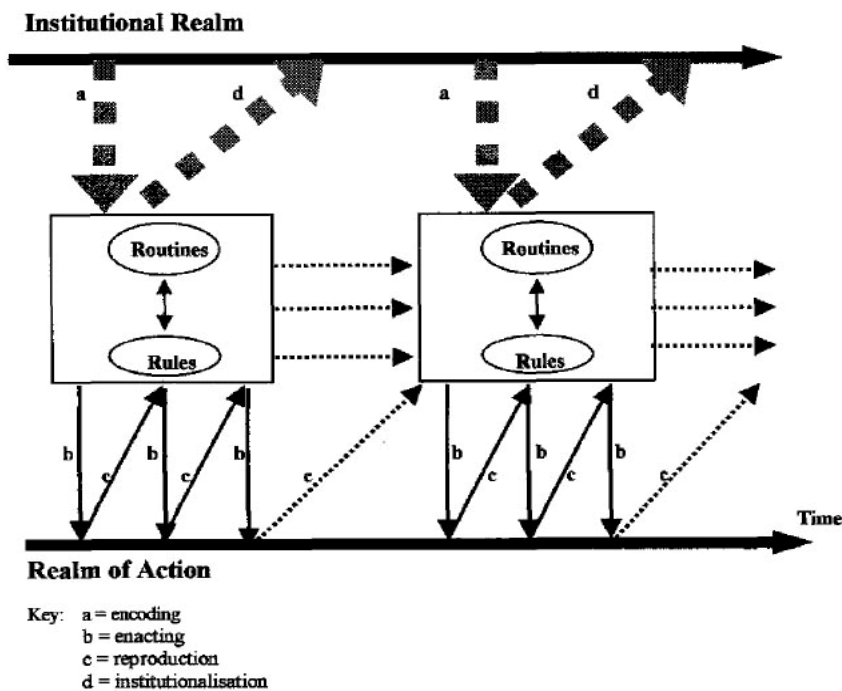 Institutional Realm
a
d
a
d
Routines
Routines
Rules
Rules
b
c
b
c
b
c
b
c
b
c
b
c
Time
Realm of Action
Key: a = encoding
b = enacting
c = reproduction
d = institutionalisation